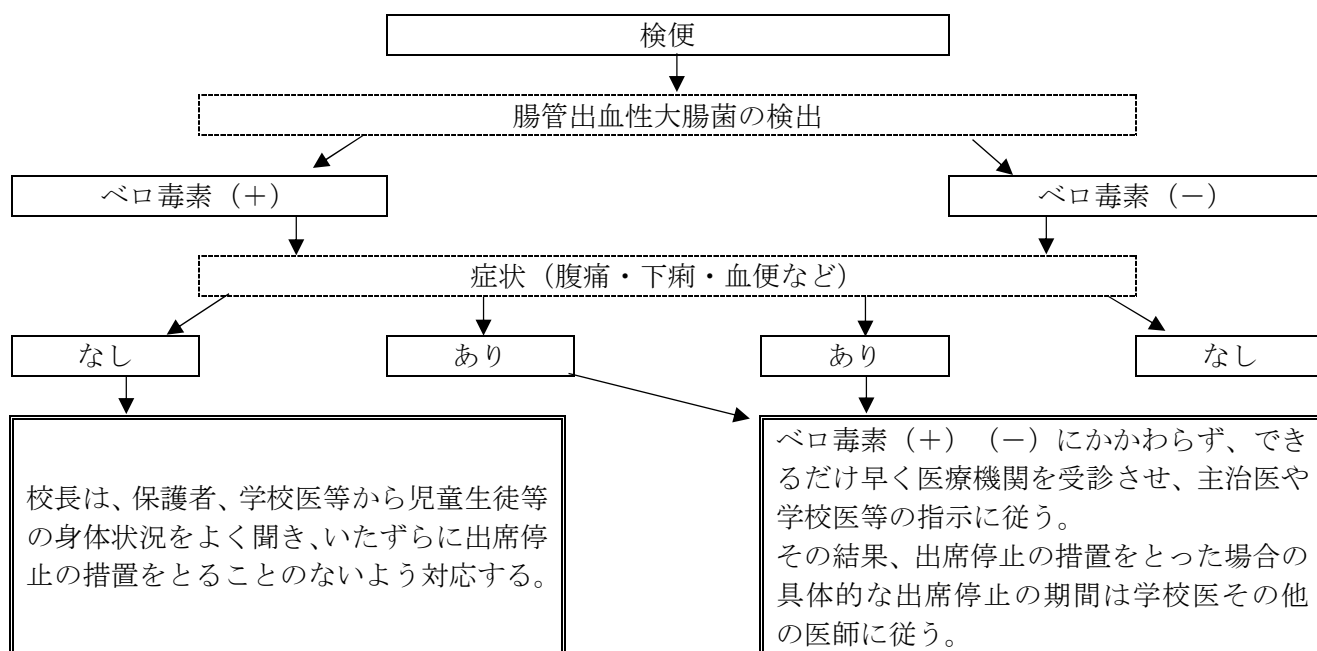 検便
腸管出血性大腸菌の検出
ベロ毒素（＋）
ベロ毒素（－）
症状（腹痛・下痢・血便など）
なし
あり
あり
なし
校長は、保護者、学校医等から児童生徒等
の身体状況をよく聞き、いたずらに出席停
止の措置をとることのないよう対応する。
ベロ毒素（＋）（－）にかかわらず、でき
るだけ早く医療機関を受診させ、主治医や
学校医等の指示に従う。
その結果、出席停止の措置をとった場合の
具体的な出席停止の期間は学校医その他
の医師に従う。